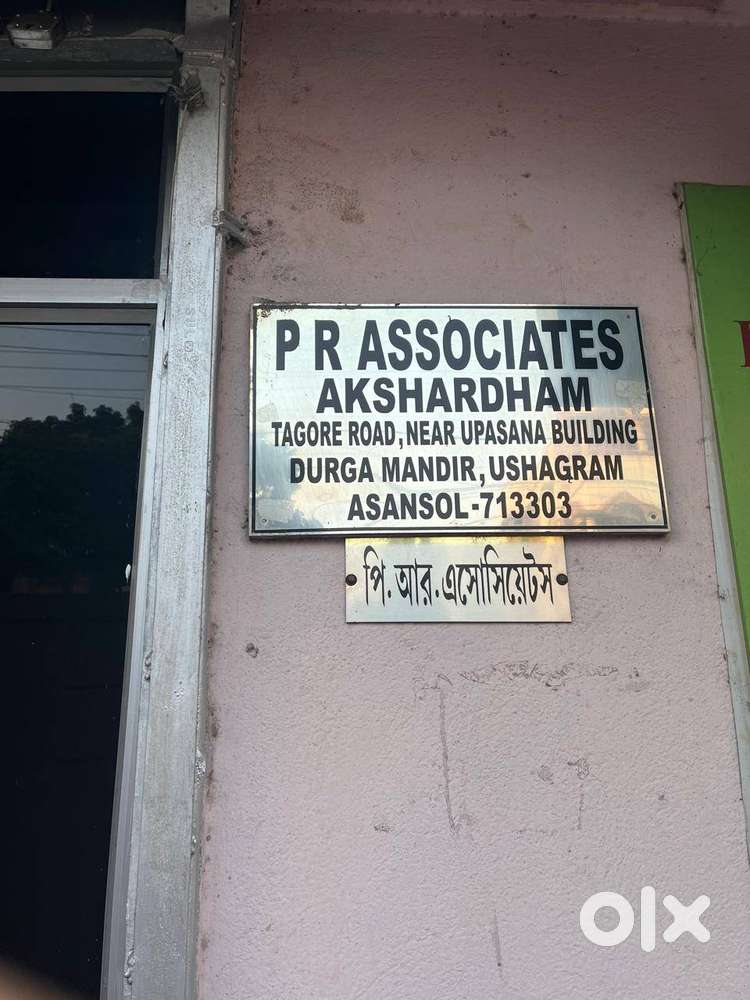 P R ASSOCIATES
AKSHARDHAM
TAGORE ROAD, NEAR UPASANA BUILDING
DURGA MANDIR, USHAGRAM
ASANSOL-713303
পি. আর. এসোসিয়েটস
olx